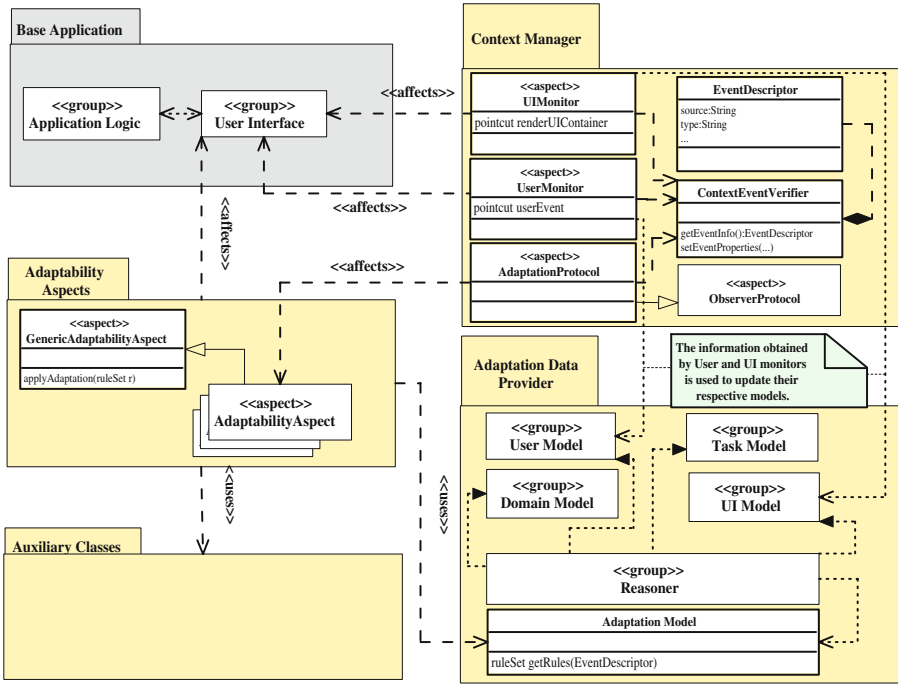 Base Application
<<group>>
Application Logic
<<group>>
User Interface
<<affects>>
<<affects>>
<<affects>>
<<affects>>
Context Manager
<<aspect>>
UIMonitor
pointcut renderUIContainer
EventDescriptor
source:String
type:String
...
<<aspect>>
UserMonitor
pointcut userEvent
ContextEventVerifier
getEventInfo():EventDescriptor
setEventProperties(...)
<<aspect>>
AdaptationProtocol
<<aspect>>
ObserverProtocol
Adaptability
Aspects
<<aspect>>
GenericAdaptabilityAspect
applyAdaptation(ruleSet r)
<<aspect>>
AdaptabilityAspect
<<uses>>
<<uses>>
Auxiliary Classes
The information obtained
by User and UI monitors
is used to update their
respective models.
Adaptation Data
Provider
<<group>>
User Model
<<group>>
Task Model
<<group>>
Domain Model
<<group>>
UI Model
<<group>>
Reasoner
Adaptation Model
ruleSet getRules(EventDescriptor)